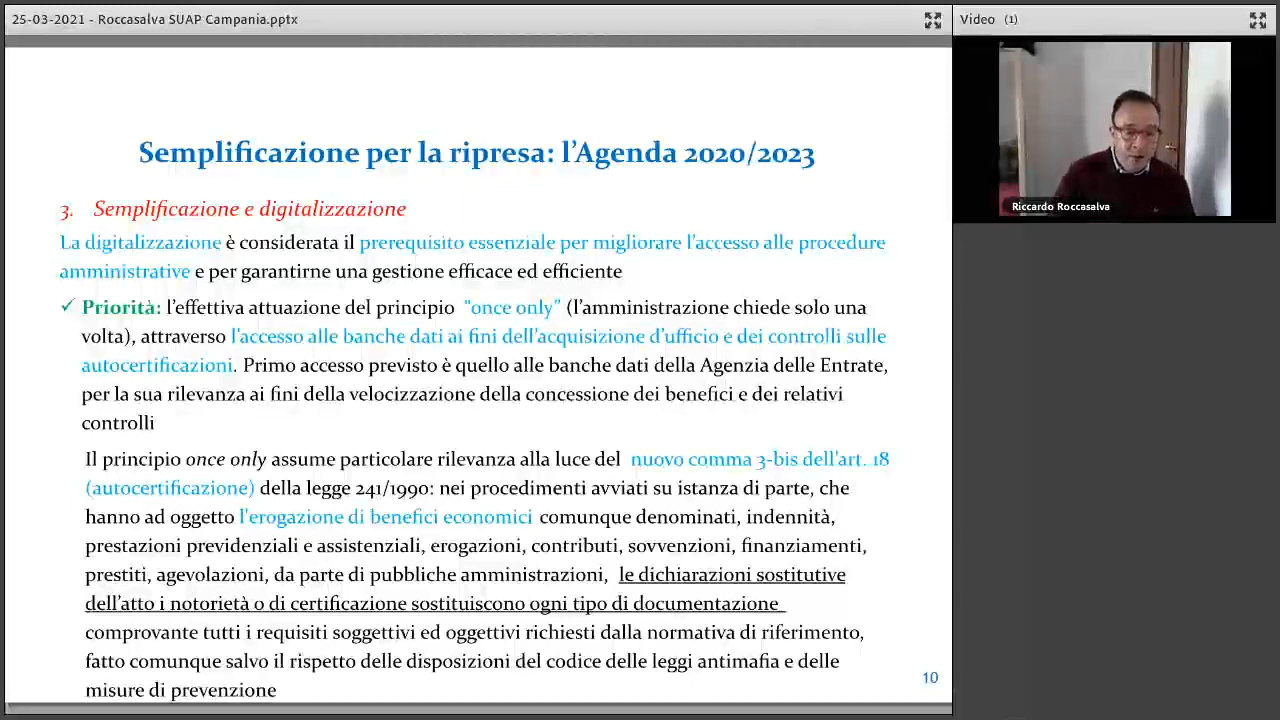 25-03-2021 - Roccasalva SUAP Campania.pptx
Video (1)
Riccardo Roccasalva
Semplificazione per la ripresa: l'Agenda 2020/2023
3. Semplificazione e digitalizzazione
La digitalizzazione è considerata il prerequisito essenziale per migliorare l'accesso alle procedure
amministrative e per garantirne una gestione efficace ed efficiente
✓ Priorità: l'effettiva attuazione del principio “once only” (l'amministrazione chiede solo una
volta), attraverso l'accesso alle banche dati ai fini dell'acquisizione d'ufficio e dei controlli sulle
autocertificazioni. Primo accesso previsto è quello alle banche dati della Agenzia delle Entrate,
per la sua rilevanza ai fini della velocizzazione della concessione dei benefici e dei relativi
controlli
Il principio once only assume particolare rilevanza alla luce del nuovo comma 3-bis dell'art. 18
(autocertificazione) della legge 241/1990: nei procedimenti avviati su istanza di parte, che
hanno ad oggetto l'erogazione di benefici economici comunque denominati, indennità,
prestazioni previdenziali e assistenziali, erogazioni, contributi, sovvenzioni, finanziamenti,
prestiti, agevolazioni, da parte di pubbliche amministrazioni, le dichiarazioni sostitutive
dell'atto i notorietà o di certificazione sostituiscono ogni tipo di documentazione
comprovante tutti i requisiti soggettivi ed oggettivi richiesti dalla normativa di riferimento,
fatto comunque salvo il rispetto delle disposizioni del codice delle leggi antimafia e delle
misure di prevenzione
10